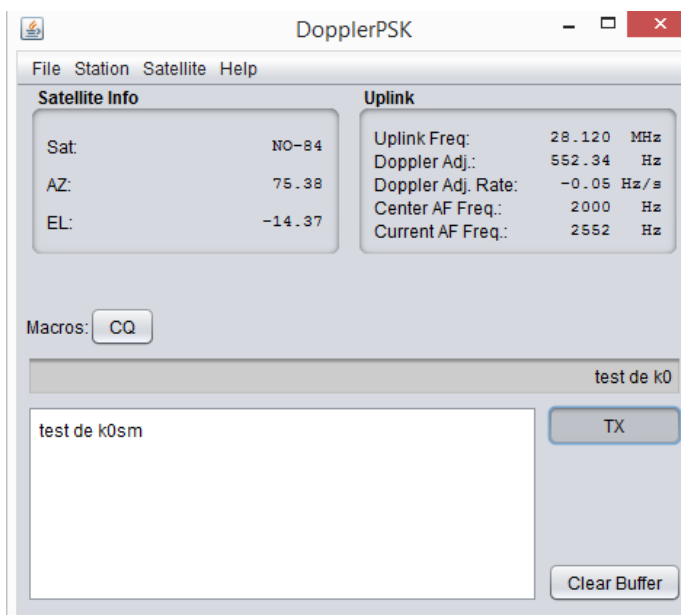 DopplerPSK
File Station Satellite Help
Satellite Info
Sat: NO-84
AZ: 75.38
EL: -14.37
Uplink
Uplink Freq: 28.120 MHz
Doppler Adj.: 552.34 Hz
Doppler Adj. Rate: -0.05 Hz/s
Center AF Freq.: 2000 Hz
Current AF Freq.: 2552 Hz
Macros: CQ
test de k0
test de k0sm
TX
Clear Buffer